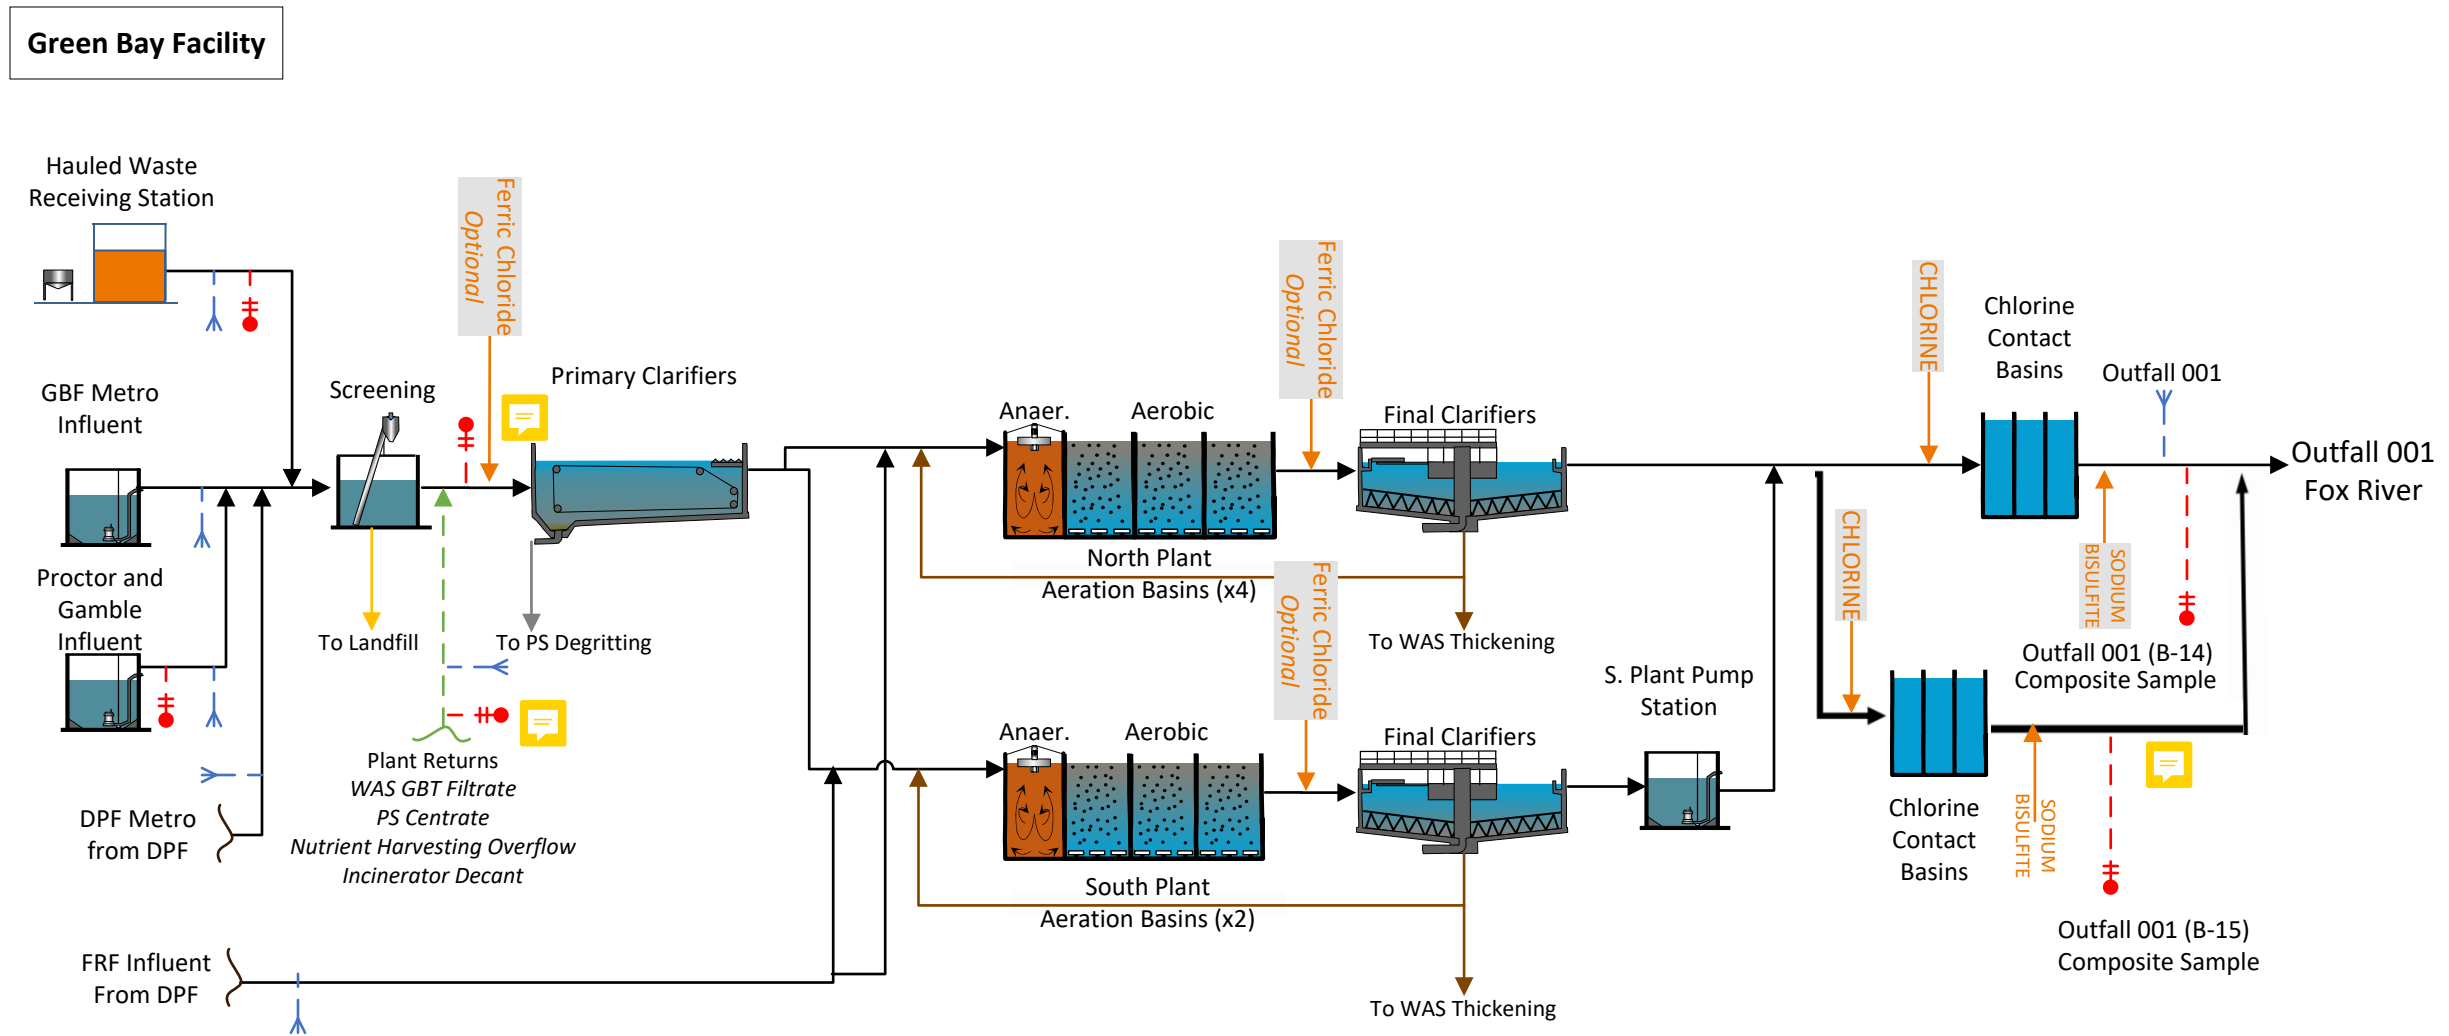 Green Bay Facility
Hauled Waste
Receiving Station
GBF Metro
Influent
Proctor and
Gamble
Influent
DPF Metro
from DPF
FRF Influent
From DPF
Screening
To Landfill
Ferric Chloride
Optional
Primary Clarifiers
To PS Degritting
Plant Returns
WAS GBT Filtrate
PS Centrate
Nutrient Harvesting Overflow
Incinerator Decant
Anaer.
Aerobic
North Plant
Aeration Basins (x4)
Ferric Chloride
Optional
Final Clarifiers
To WAS Thickening
Anaer.
Aerobic
South Plant
Aeration Basins (x2)
Ferric Chloride
Optional
Final Clarifiers
To WAS Thickening
S. Plant Pump
Station
CHLORINE
Chlorine
Contact
Basins
Outfall 001
SODIUM
BISULFITE
Outfall 001
Fox River
Outfall 001 (B-14)
Composite Sample
CHLORINE
Chlorine
Contact
Basins
SODIUM
BISULFITE
Outfall 001 (B-15)
Composite Sample